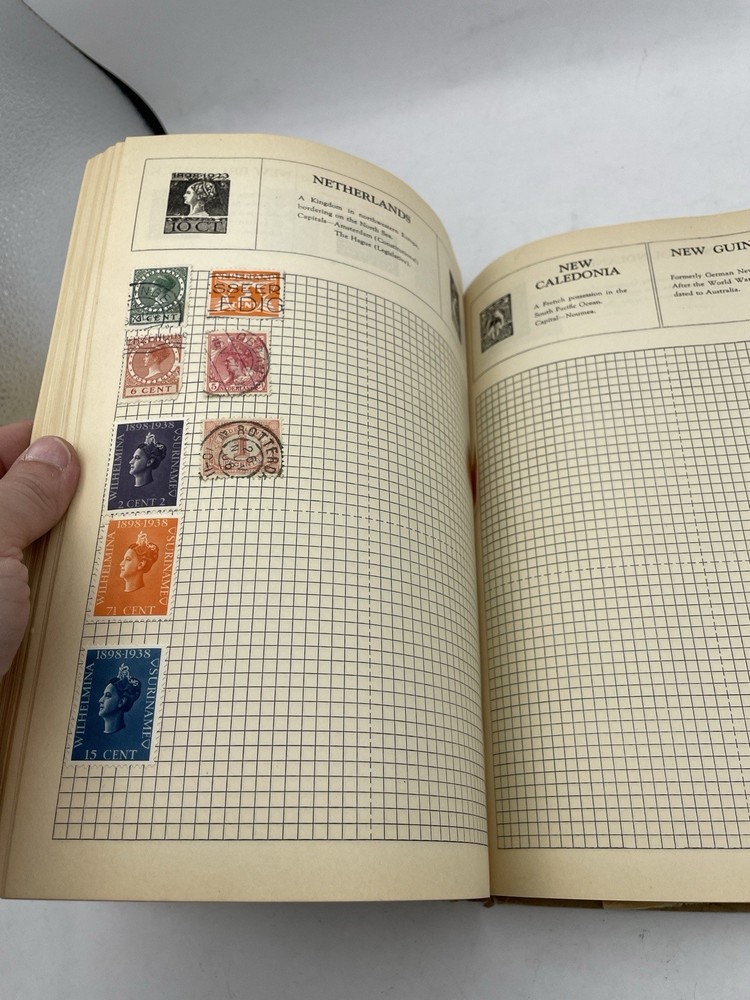 1898-1923
10 CT
NETHERLANDS
A Kingdom in northwestern Europe,
bordering on the North Sea.
Capitals—Amsterdam (Constitutional)
The Hague (Legislative).
CENT
NEDERLAND
6 CENT
1898-1938
WILHELMINA
SURINAME
2 CENT 2
ROTTERD
1898-1938
WILHELMINA
SURINAME
7½ CENT
1898-1938
WILHELMINA
SURINAME
15 CENT
NEW
CALEDONIA
A French possession in the
South Pacific Ocean.
Capital—Noumea.
NEW GUIN
Formerly German New
After the World War
dated to Australia.